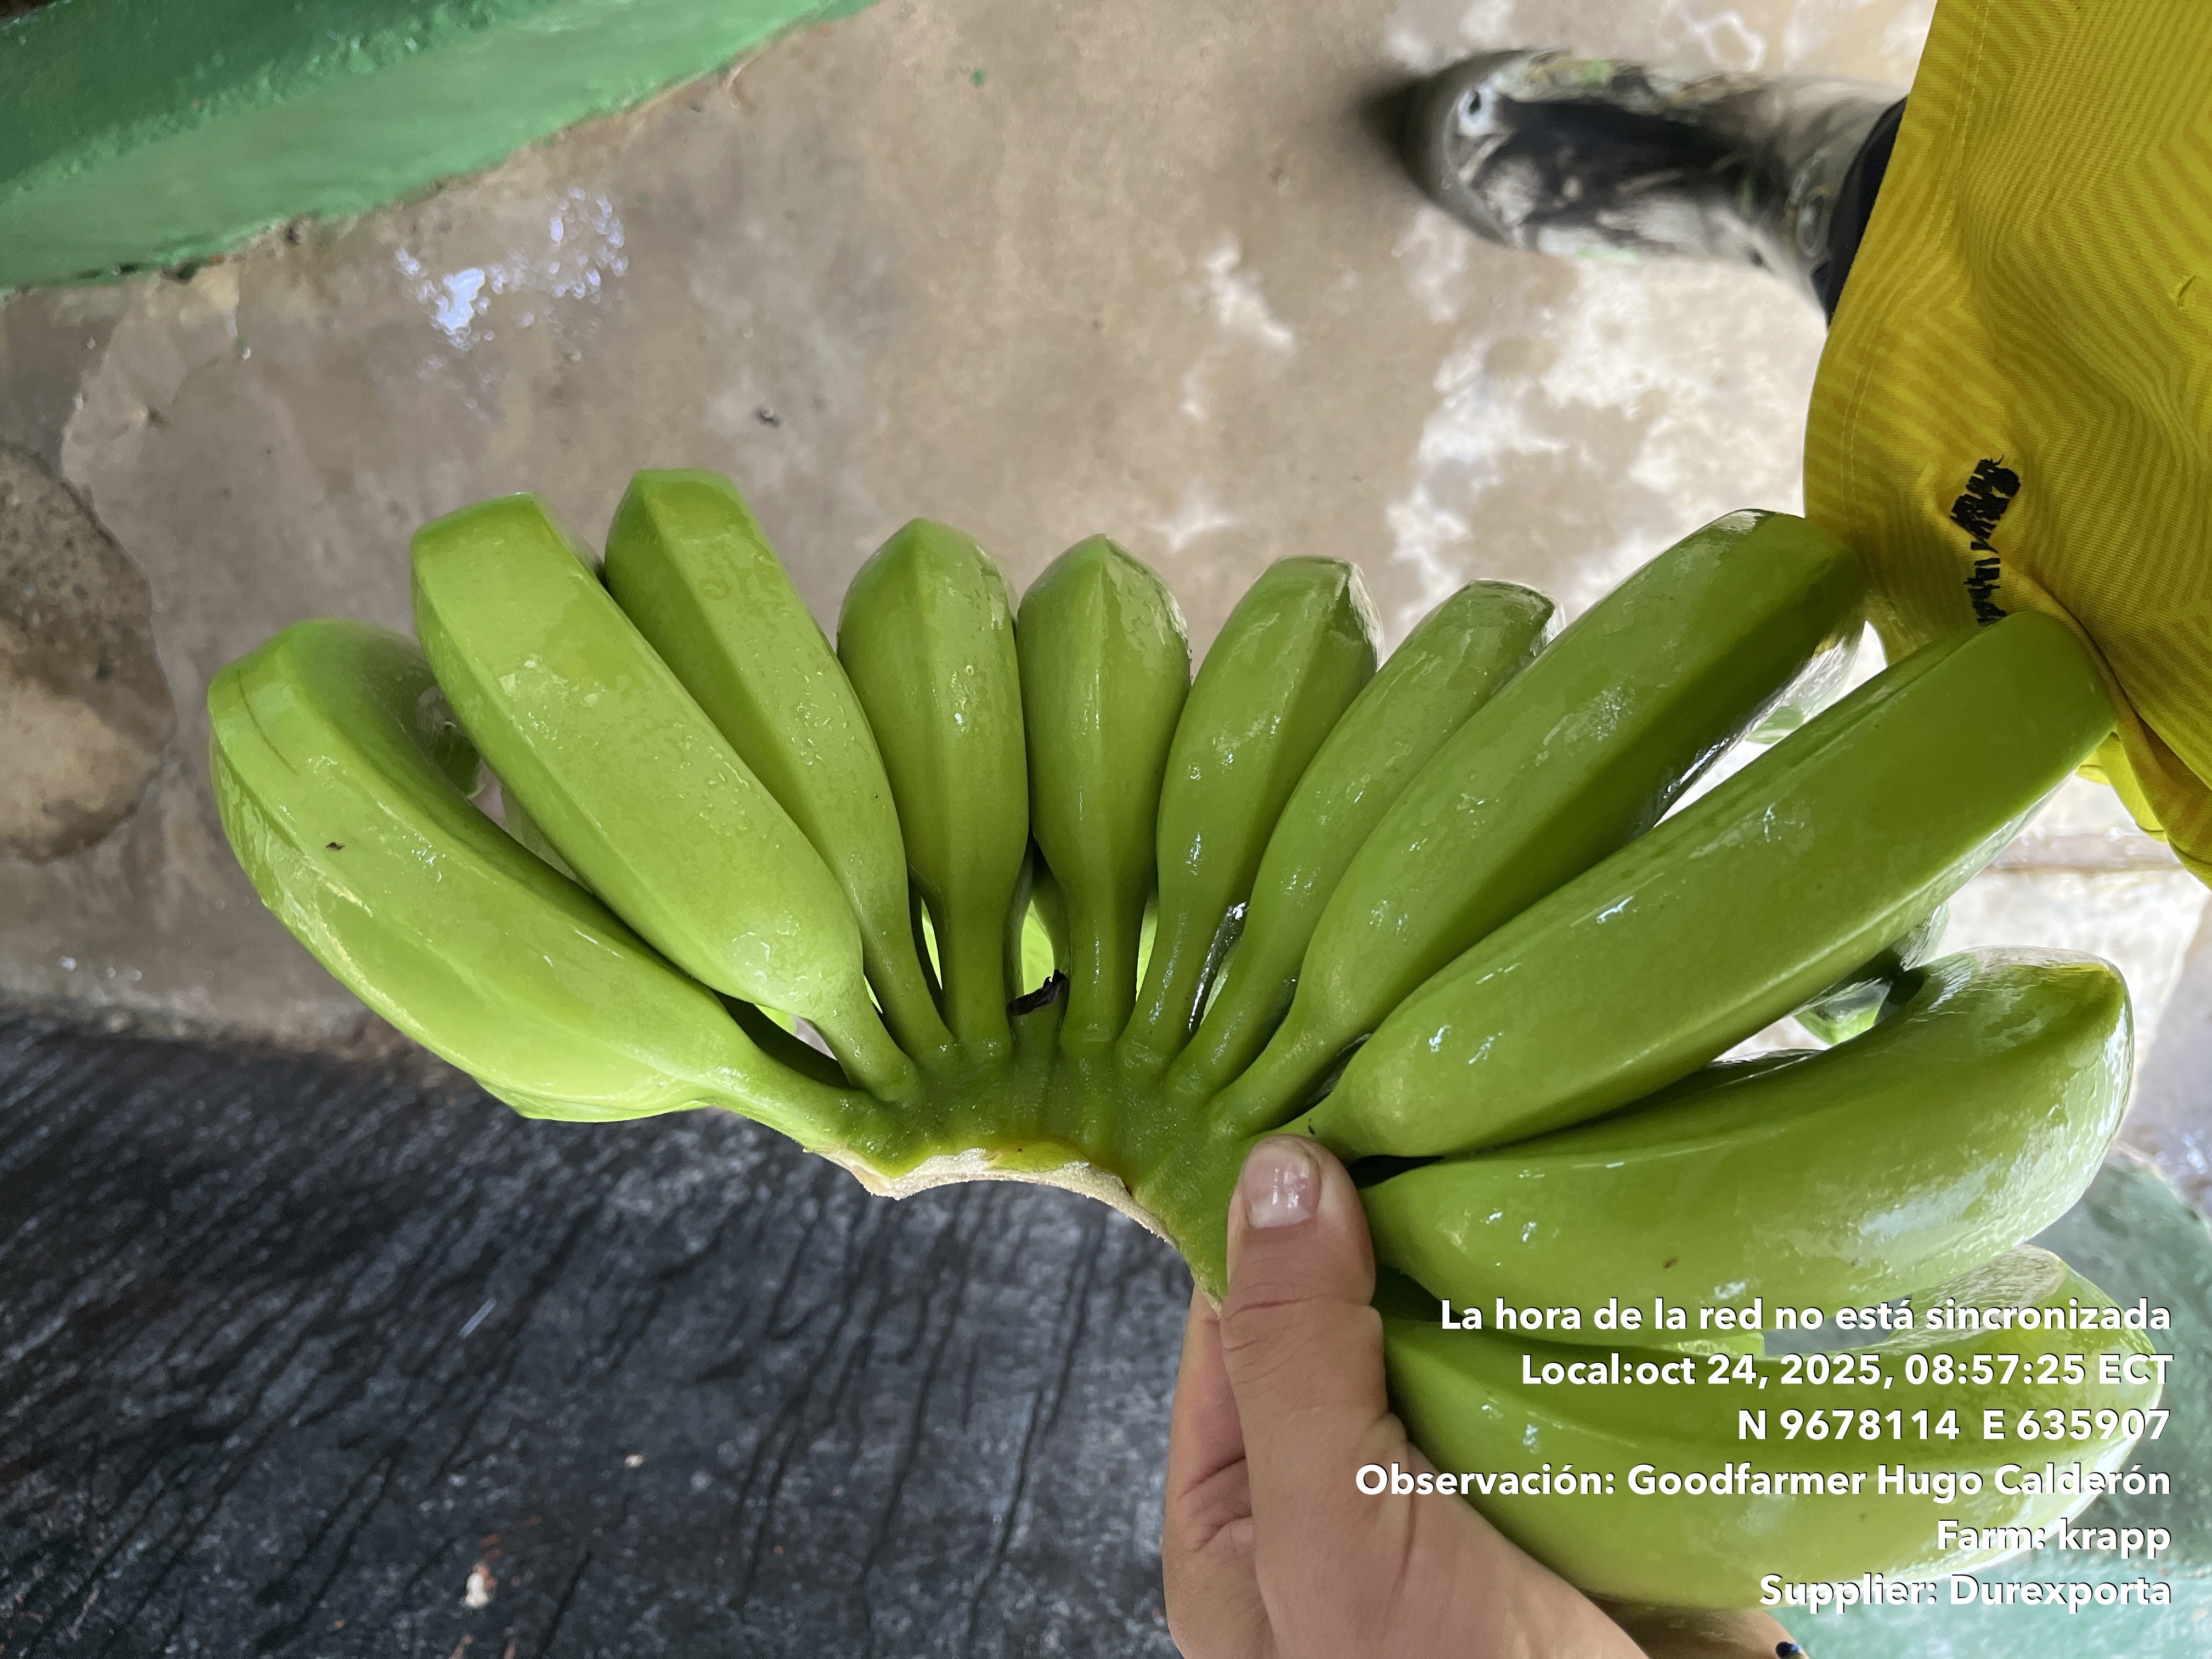 La hora de la red no está sincronizada
Local:oct 24, 2025, 08:57:25 ECT
N 9678114 E 635907
Observación: Goodfarmer Hugo Calderón
Farm: krapp
Supplier: Durexporta